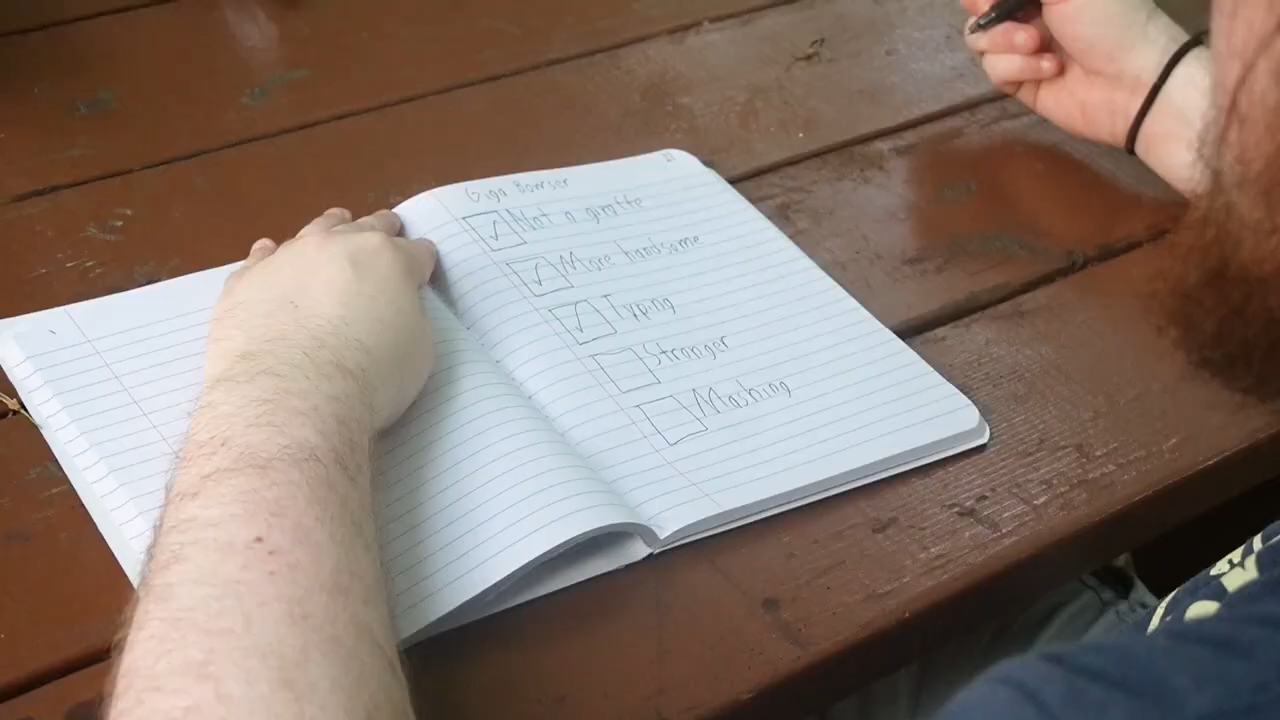 Giga Bowser
Not a giraffe
More handsome
Typing
Stronger
Mashing